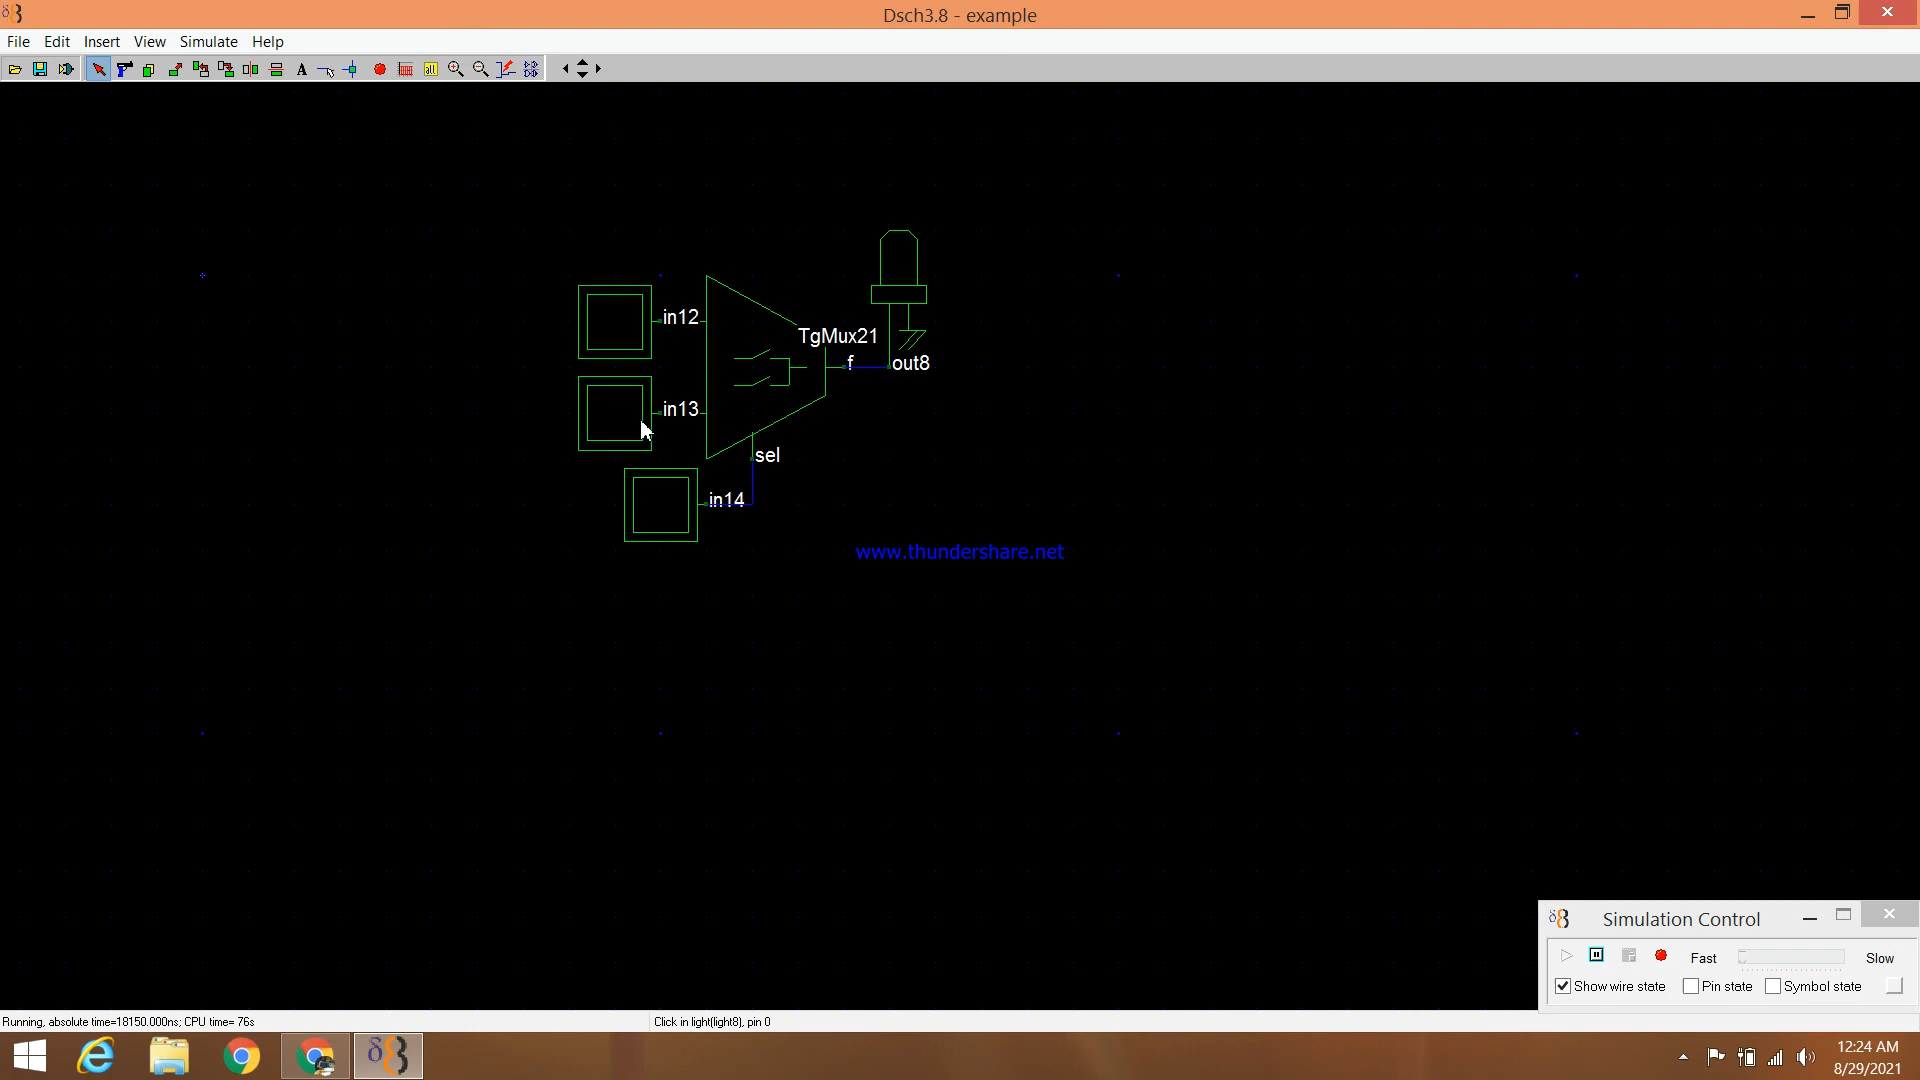 Dsch3.8 - example
File Edit Insert View Simulate Help
in12
TgMux21
f out8
in13
sel
in14
www.thundershare.net
Simulation Control
Fast Slow
Show wire state Pin state Symbol state
Running, absolute time=18150.000ns; CPU time= 76s Click in light(light8), pin 0
12:24 AM
8/29/2021